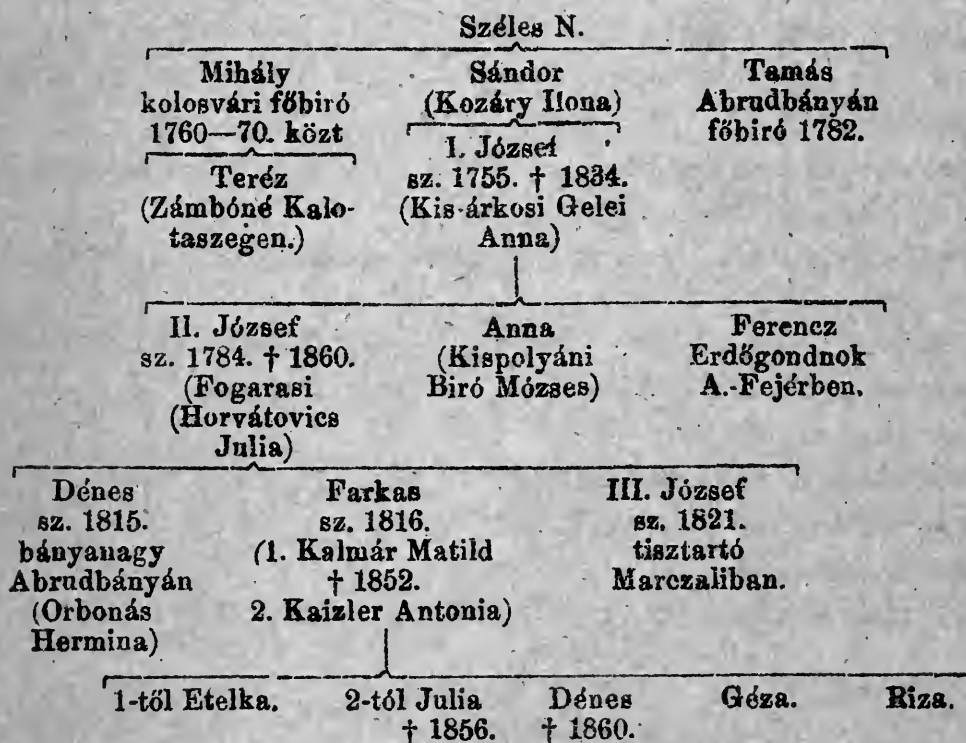 Széles N.
Mihály
kolosvári főbiró
1760—70. közt
Sándor
(Kozáry Ilona)
Tamás
Abrudbányán
főbiró 1782.
Teréz
(Zámbóné Kalo-
taszegen.)
I. József
sz. 1755. † 1834.
(Kis-árkosi Gelei
Anna)
II. József
sz. 1784. † 1860.
(Fogarasi
(Horvátovics
Julia)
Anna
(Kispolyáni
Biró Mózses)
Ferencz
Erdőgondnok
A.-Fejérben.
Dénes
sz. 1815.
bányanagy
Abrudbányán
(Orbonás
Hermina)
Farkas
sz. 1816.
(1. Kalmár Matild
† 1852.
2. Kaizler Antonia)
III. József
sz. 1821.
tisztartó
Marczaliban.
1-től Etelka.
2-tól Julia
† 1856.
Dénes
† 1860.
Géza.
Riza.